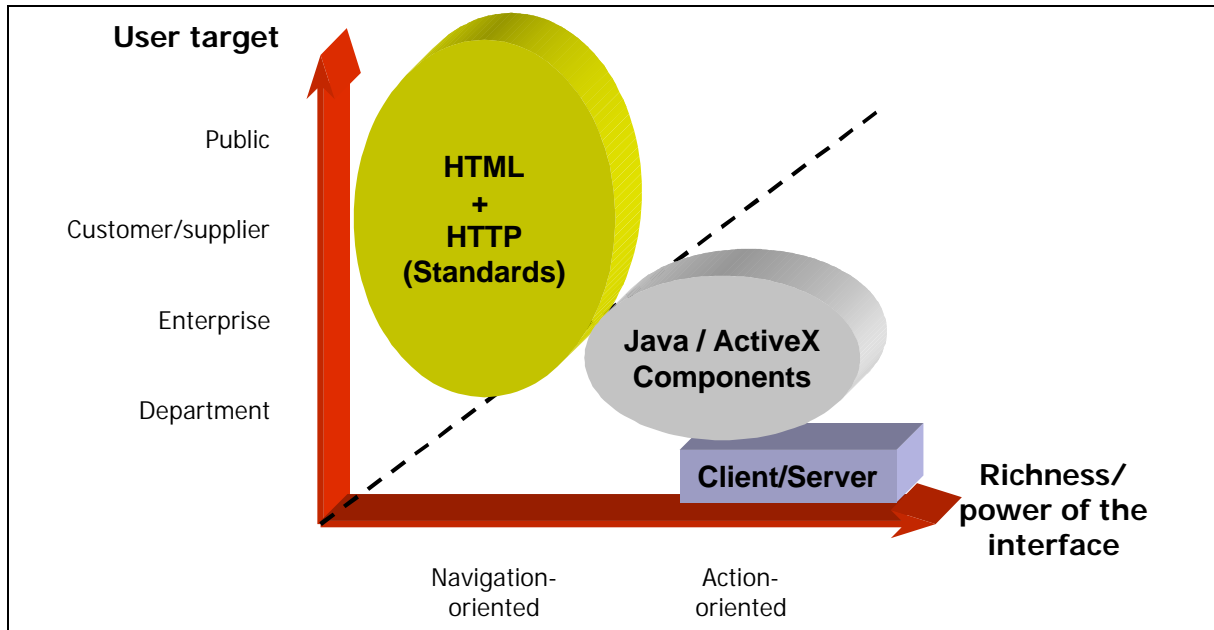 User target
Public
Customer/supplier
Enterprise
Department
HTML
+
HTTP
(Standards)
Java / ActiveX
Components
Client/Server
Richness/
power of the
interface
Navigation-
oriented
Action-
oriented